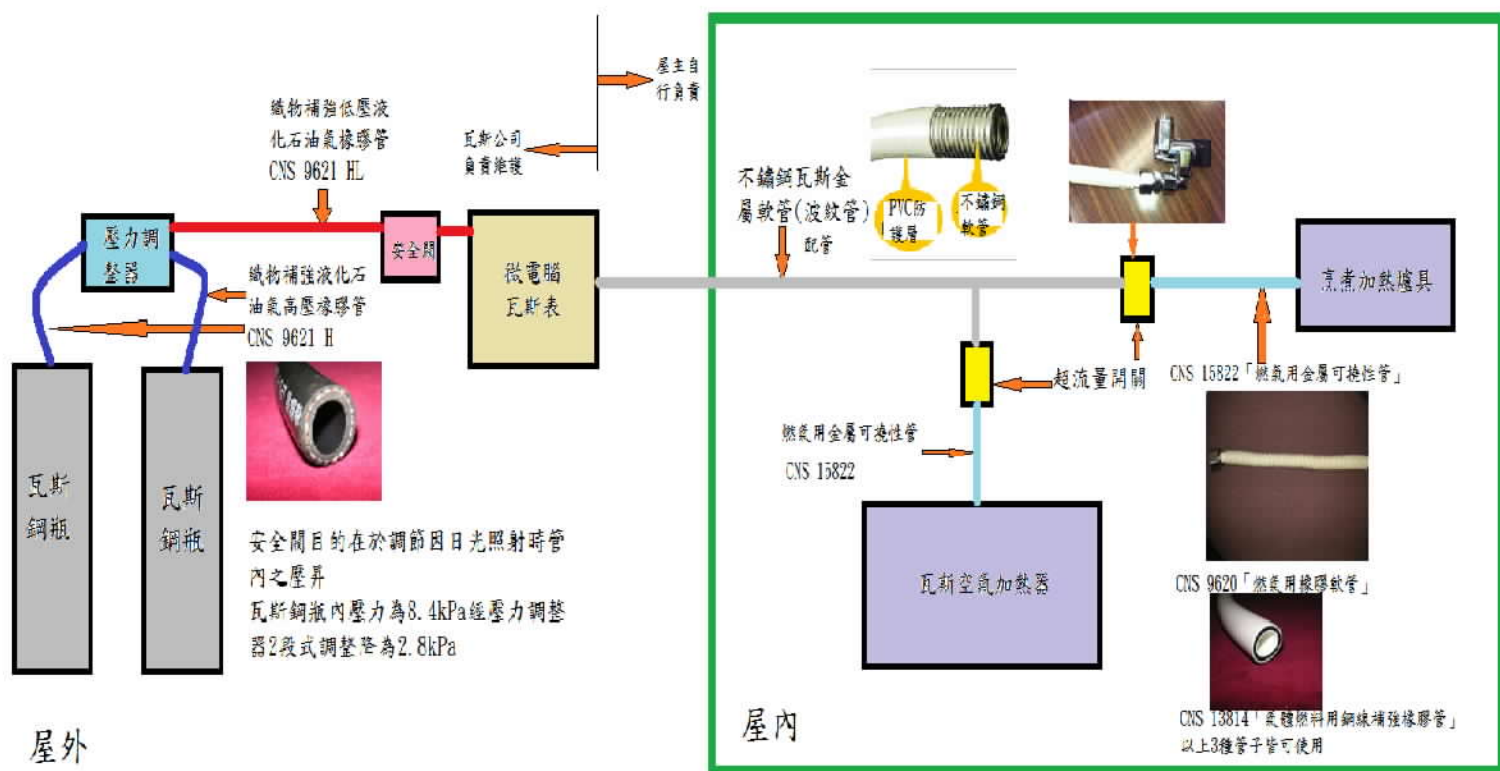 屋主自
行負責
瓦斯公司
負責維護
織物補強低壓液
化石油氣橡膠管
CNS 9621 HL
壓力調
整器
安全閥
微電腦
瓦斯表
織物補強液化石
油氣高壓橡膠管
CNS 9621 H
瓦斯
鋼瓶
瓦斯
鋼瓶
安全閥目的在於調節因日光照射時管
內之壓昇
瓦斯鋼瓶內壓力為8.4kPa經壓力調整
器2段式調整降為2.8kPa
屋外
不鏽鋼瓦斯金
屬軟管(波紋管)
配管
PVC防
護層
不鏽鋼
軟管
烹煮加熱爐具
超流量開關
CNS 15822「燃氣用金屬可撓性管」
燃氣用金屬可撓性管
CNS 15822
瓦斯空氣加熱器
CNS 9620「燃氣用橡膠軟管」
CNS 13814「氣體燃料用鋼線補強橡膠管」
以上3種管子皆可使用
屋內